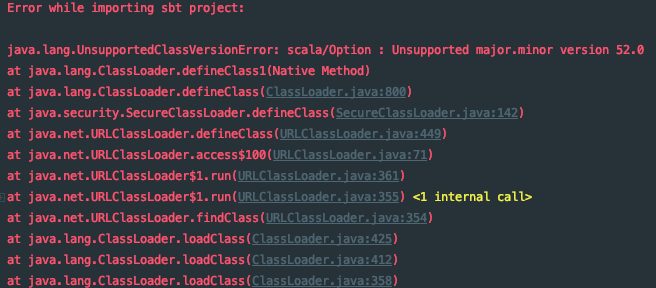 Error while importing sbt project:
java.lang.UnsupportedClassVersionError: scala/Option : Unsupported major.minor version 52.0
at java.lang.ClassLoader.defineClass1(Native Method)
at java.lang.ClassLoader.defineClass(ClassLoader.java:800)
at java.security.SecureClassLoader.defineClass(SecureClassLoader.java:142)
at java.net.URLClassLoader.defineClass(URLClassLoader.java:449)
at java.net.URLClassLoader.access$100(URLClassLoader.java:71)
at java.net.URLClassLoader$1.run(URLClassLoader.java:361)
at java.net.URLClassLoader$1.run(URLClassLoader.java:355) <1 internal call>
at java.net.URLClassLoader.findClass(URLClassLoader.java:354)
at java.lang.ClassLoader.loadClass(ClassLoader.java:425)
at java.lang.ClassLoader.loadClass(ClassLoader.java:412)
at java.lang.ClassLoader.loadClass(ClassLoader.java:358)